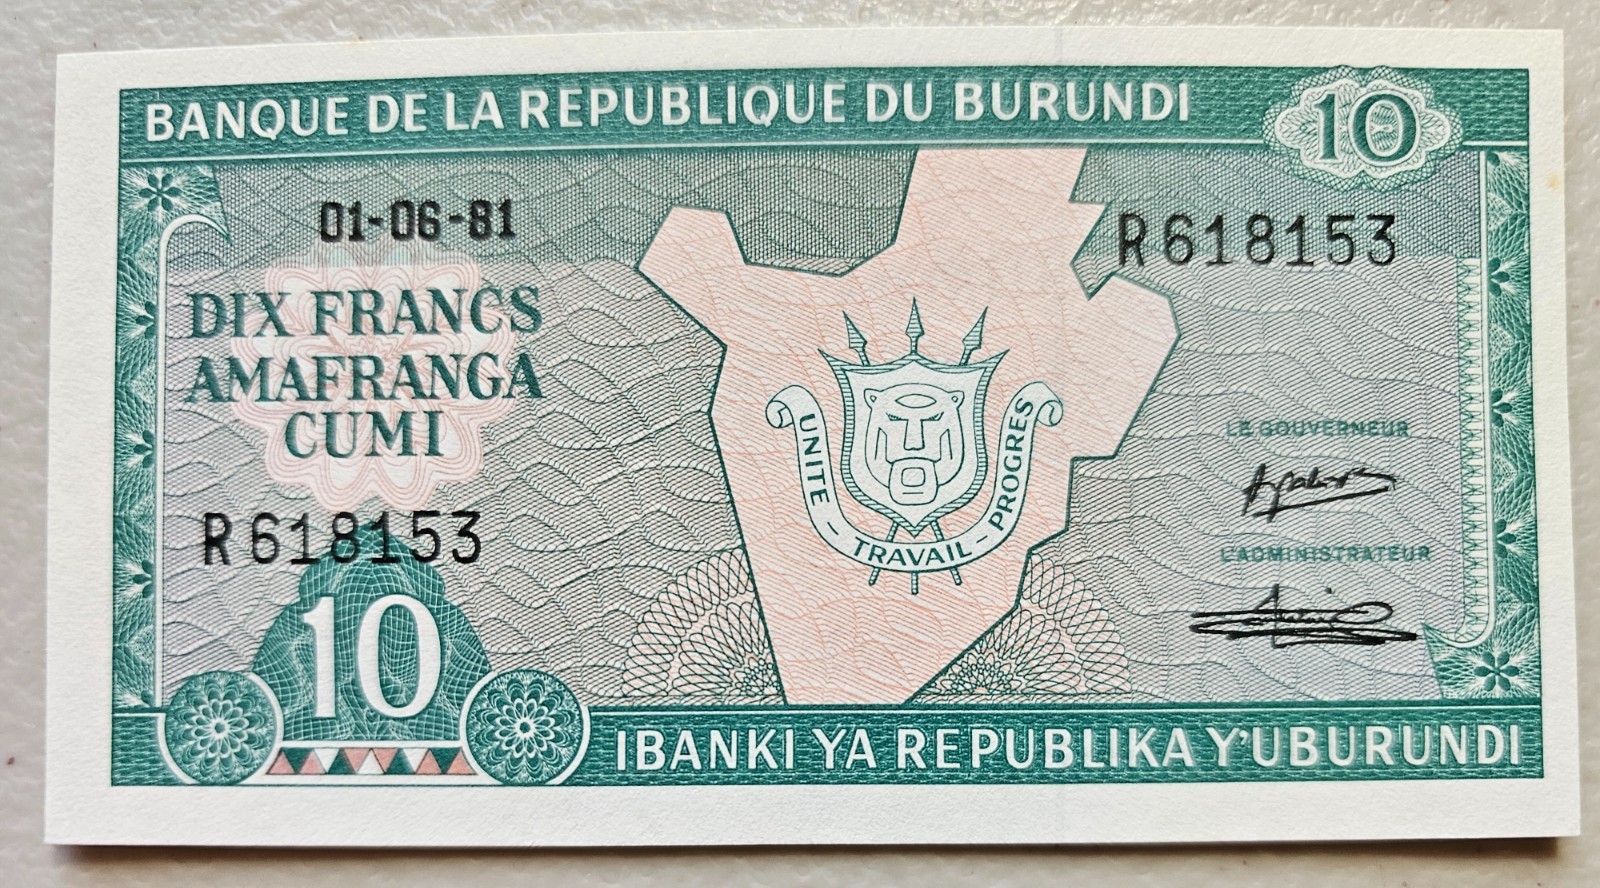 BANQUE DE LA REPUBLIQUE DU BURUNDI
10
01-06-81
R618153
DIX FRANCS
AMAFRANGA
CUMI
UNITE - TRAVAIL - PROGRES
LE GOUVERNEUR
L'ADMINISTRATEUR
R618153
10
IBANKI YA REPUBLIKA Y'UBURUNDI